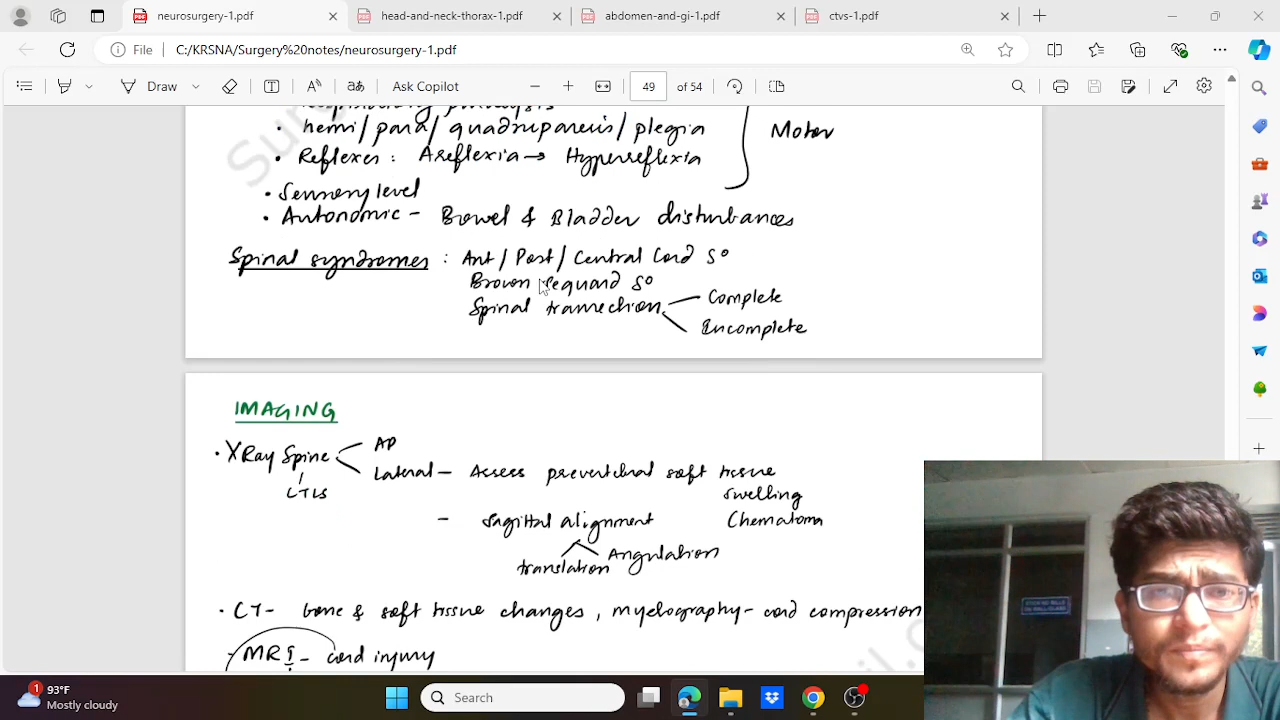 neurosurgery-1.pdf
head-and-neck-thorax-1.pdf
abdomen-and-gi-1.pdf
ctvs-1.pdf
File
C:/KRSNA/Surgery%20notes/neurosurgery-1.pdf
Draw
Ask Copilot
49
of 54
Respiratory paralysis
• hemi/para/quadriparesis/plegia
Motor
• Reflexes : Areflexia → Hyperreflexia
• Sensory level
• Autonomic - Bowel & Bladder disturbances
Spinal syndromes : Ant / Post / Central Cord S°
Brown Sequard S°
Spinal transection
Complete
Incomplete
IMAGING
• XRay Spine
AP
Lateral - Assess prevertebral soft tissue
swelling
CTLS
- Sagittal alignment
translation
Angulation
• CT - bone & soft tissue changes, myelography - cord compression
- MRI - cord injury
1
93°F
Mostly cloudy
Search